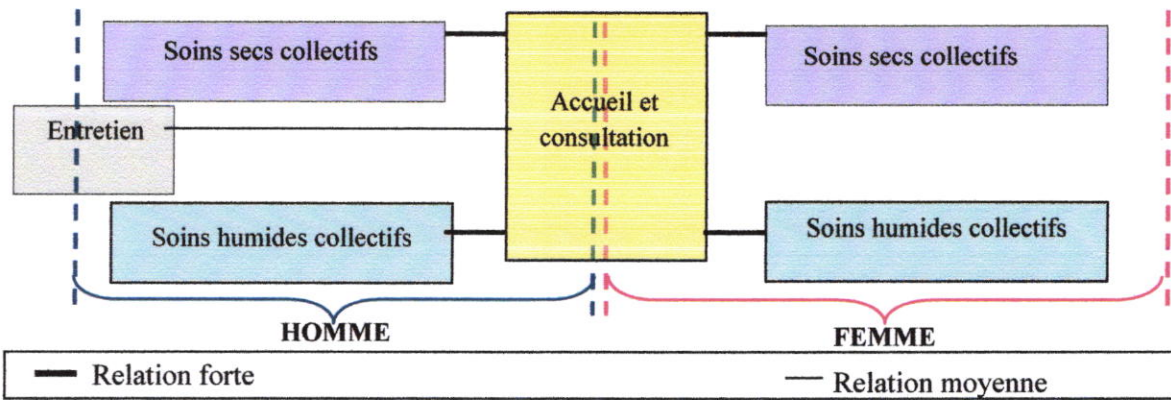 Soins secs collectifs
Soins secs collectifs
Accueil et
consultation
Entretien
Soins humides collectifs
Soins humides collectifs
HOMME
FEMME
Relation forte
Relation moyenne